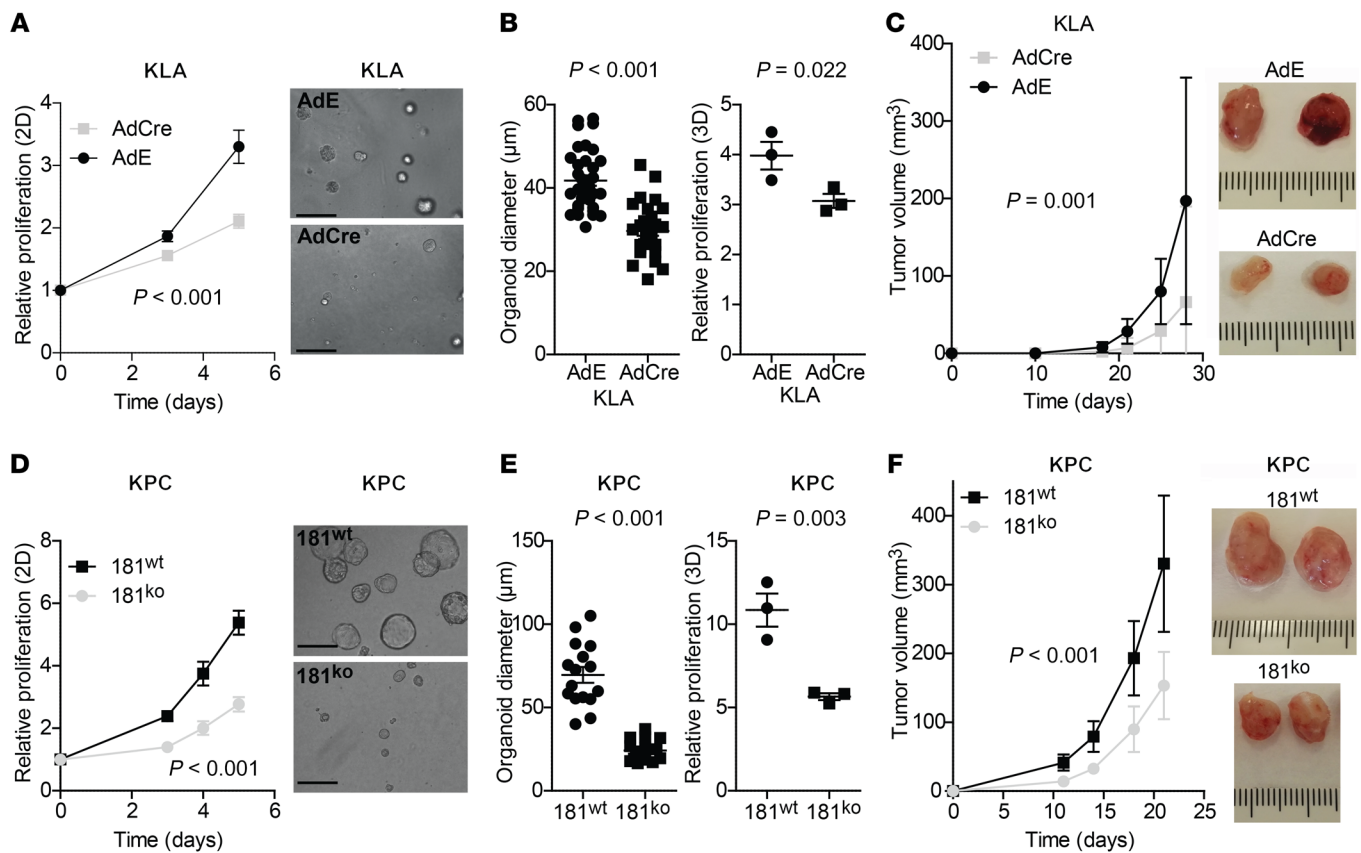 A
KLA
KLA
Relative proliferation (2D)
4
3
2
1
0
AdCre
AdE
P < 0.001
0
2
4
6
Time (days)
AdE
AdCre
B
P < 0.001
Organoid diameter (µm)
60
40
20
0
AdE AdCre
KLA
P = 0.022
Relative proliferation (3D)
5
4
3
2
1
0
AdE AdCre
KLA
C
KLA
Tumor volume (mm³)
400
300
200
100
0
AdCre
AdE
P = 0.001
0
10
20
30
Time (days)
AdE
AdCre
D
KPC
KPC
Relative proliferation (2D)
8
6
4
2
0
181wt
181ko
P < 0.001
0
2
4
6
Time (days)
181wt
181ko
E
KPC
P < 0.001
Organoid diameter (µm)
150
100
50
0
181wt 181ko
KPC
P = 0.003
Relative proliferation (3D)
15
10
5
0
181wt 181ko
F
KPC
KPC
Tumor volume (mm³)
400
300
200
100
0
181wt
181ko
P < 0.001
0
5
10
15
20
25
Time (days)
181wt
181ko